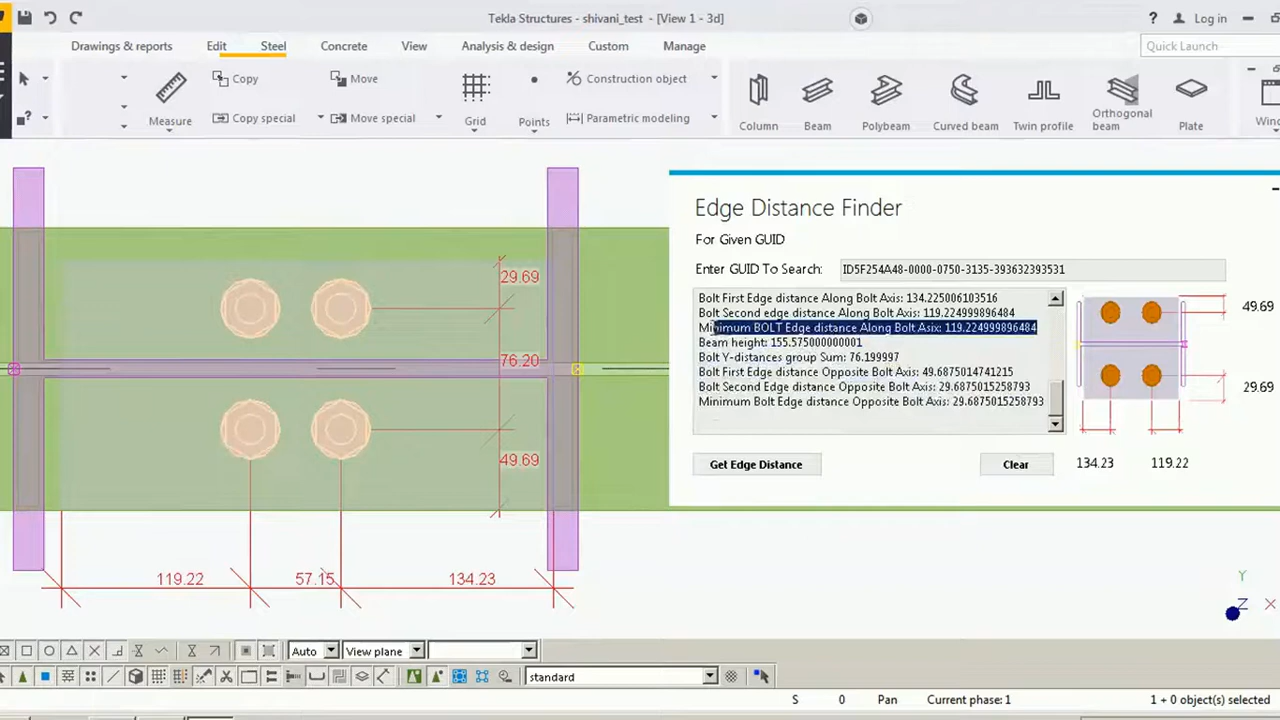 Tekla Structures - shivani_test - [View 1 - 3d]
? Log in
Drawings & reports Edit Steel Concrete View Analysis & design Custom Manage
Quick Launch
Measure
Copy
Copy special
Move
Move special
Grid
Points
Construction object
Parametric modeling
Column Beam Polybeam Curved beam Twin profile Orthogonal beam Plate
29.69
76.20
49.69
119.22 57.15 134.23
Edge Distance Finder
For Given GUID
Enter GUID To Search: ID5F254A48-0000-0750-3135-393632393531
Bolt First Edge distance Along Bolt Axis: 134.225006103516
Bolt Second edge distance Along Bolt Axis: 119.224999896484
Minimum BOLT Edge distance Along Bolt Asix: 119.224999896484
Beam height: 155.575000000001
Bolt Y-distances group Sum: 76.199997
Bolt First Edge distance Opposite Bolt Axis: 49.6875014741215
Bolt Second Edge distance Opposite Bolt Axis: 29.6875015258793
Minimum Bolt Edge distance Opposite Bolt Axis: 29.6875015258793
49.69
29.69
134.23 119.22
Get Edge Distance
Clear
Y
Z X
Auto View plane
standard
S 0 Pan Current phase: 1 1 + 0 object(s) selected